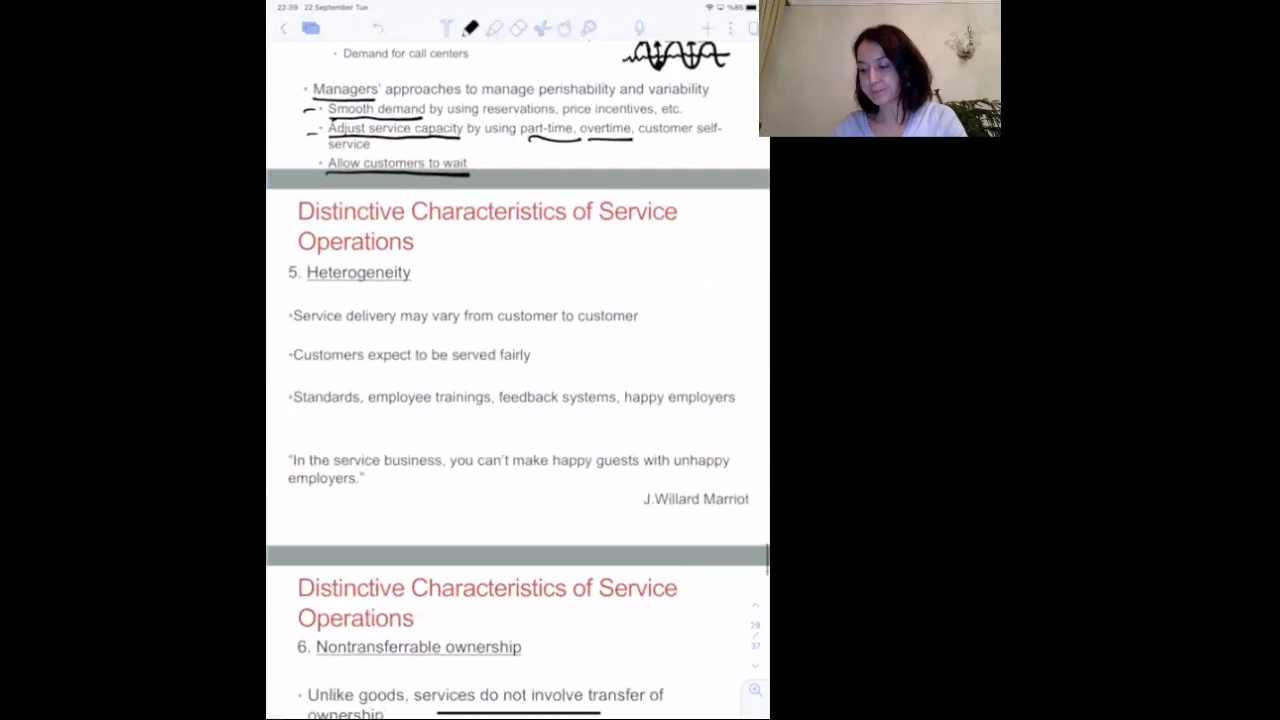 22:39 22 September Tue
%85
Demand for call centers
• Managers' approaches to manage perishability and variability
• Smooth demand by using reservations, price incentives, etc.
• Adjust service capacity by using part-time, overtime, customer self-
service
• Allow customers to wait
Distinctive Characteristics of Service
Operations
5. Heterogeneity
•Service delivery may vary from customer to customer
•Customers expect to be served fairly
•Standards, employee trainings, feedback systems, happy employers
"In the service business, you can't make happy guests with unhappy
employers."
J.Willard Marriot
Distinctive Characteristics of Service
Operations
28
/
37
6. Nontransferrable ownership
• Unlike goods, services do not involve transfer of
ownership